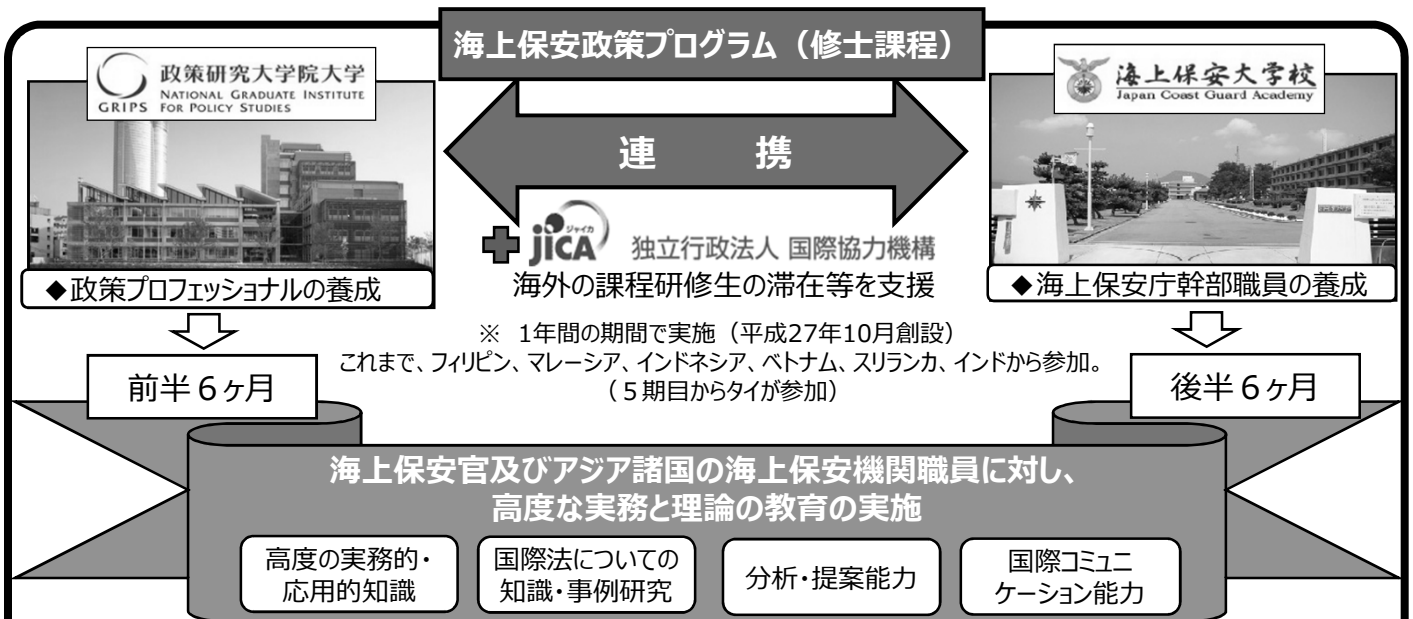 海上保安政策プログラム（修士課程）
政策研究大学院大学
NATIONAL GRADUATE INSTITUTE
FOR POLICY STUDIES
GRIPS
海上保安大学校
Japan Coast Guard Academy
連 携
ジャイカ
jICA
独立行政法人 国際協力機構
海外の課程研修生の滞在等を支援
◆政策プロフェッショナルの養成
◆海上保安庁幹部職員の養成
※ 1年間の期間で実施（平成27年10月創設）
これまで、フィリピン、マレーシア、インドネシア、ベトナム、スリランカ、インドから参加。
（５期目からタイが参加）
前半６ヶ月
後半６ヶ月
海上保安官及びアジア諸国の海上保安機関職員に対し、
高度な実務と理論の教育の実施
高度の実務的・
応用的知識
国際法についての
知識・事例研究
分析・提案能力
国際コミュニ
ケーション能力